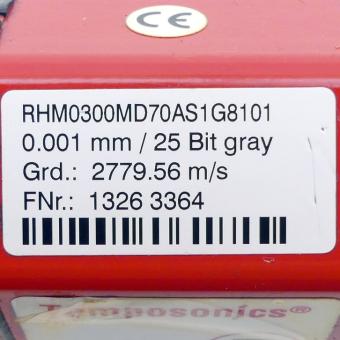 CE
RHM0300MD70AS1G8101
0.001 mm / 25 Bit gray
Grd.: 2779.56 m/s
FNr.: 1326 3364
Temposonics®